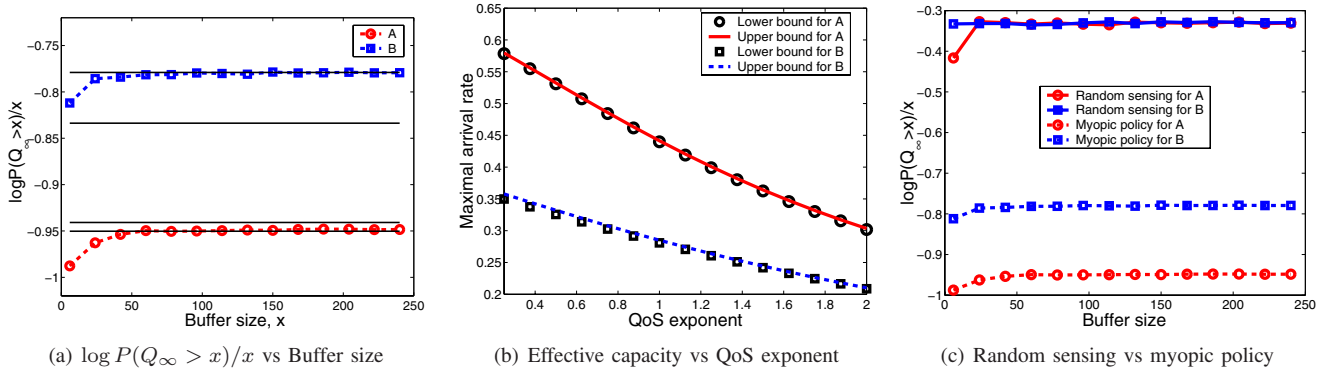 logP(Q∞ >x)/x
-0.75
-0.8
-0.85
-0.9
-0.95
-1
0
50
100
150
200
250
Buffer size, x
A
B
(a) log P(Q∞ > x)/x vs Buffer size
Maximal arrival rate
0.65
0.6
0.55
0.5
0.45
0.4
0.35
0.3
0.25
0.2
0.4
0.6
0.8
1
1.2
1.4
1.6
1.8
2
QoS exponent
Lower bound for A
Upper bound for A
Lower bound for B
Upper bound for B
(b) Effective capacity vs QoS exponent
logP(Q∞ >x)/x
-0.3
-0.4
-0.5
-0.6
-0.7
-0.8
-0.9
-1
0
50
100
150
200
250
Buffer size
Random sensing for A
Random sensing for B
Myopic policy for A
Myopic policy for B
(c) Random sensing vs myopic policy